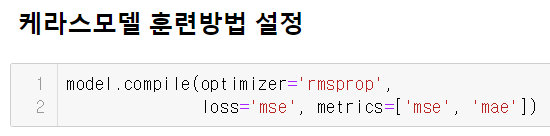 케라스모델 훈련방법 설정
1 model.compile(optimizer='rmsprop',
2 loss='mse', metrics=['mse', 'mae'])